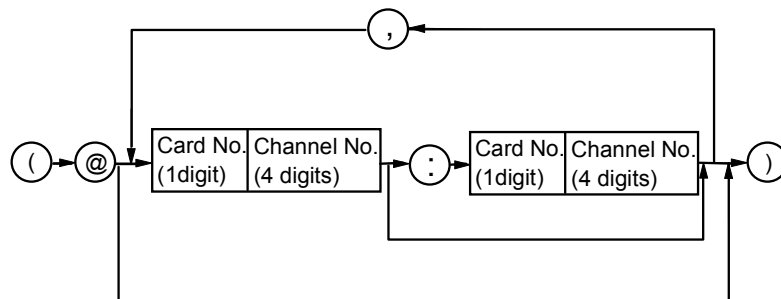 ,
( @ Card No. Channel No. : Card No. Channel No. )
(1digit) (4 digits) (1digit) (4 digits)